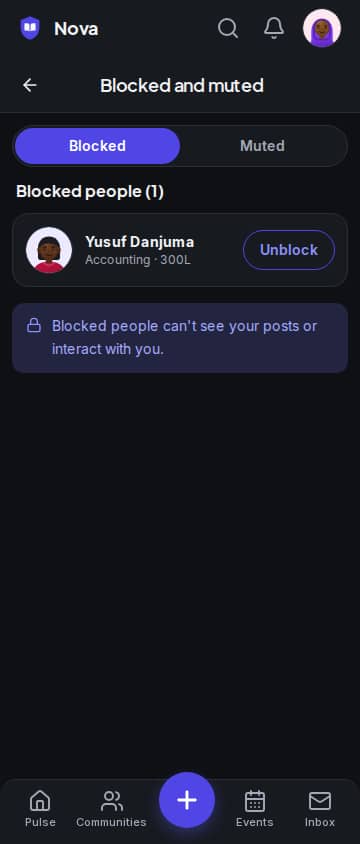 Nova
Blocked and muted
Blocked
Muted
Blocked people (1)
Yusuf Danjuma
Accounting · 300L
Unblock
Blocked people can't see your posts or
interact with you.
Pulse
Communities
Events
Inbox